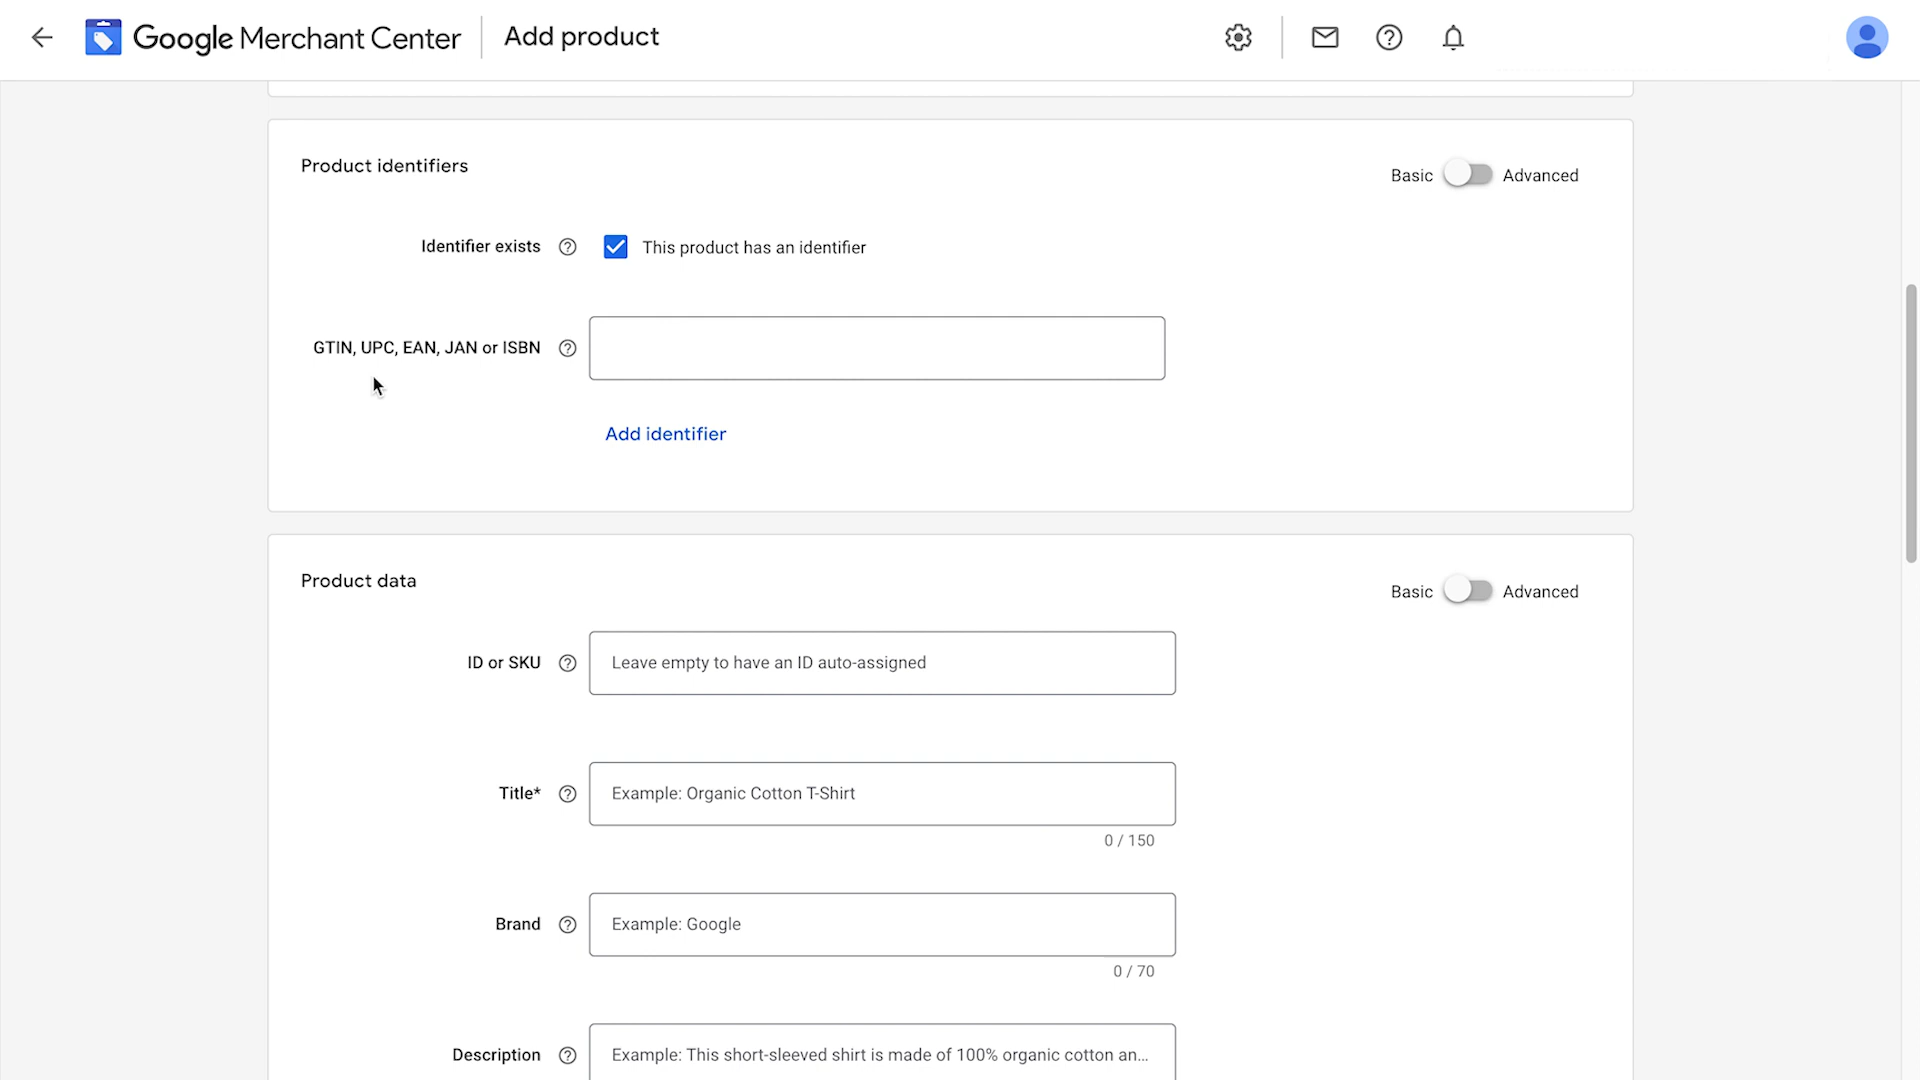 Google Merchant Center
Add product
Product identifiers
Basic
Advanced
Identifier exists
This product has an identifier
GTIN, UPC, EAN, JAN or ISBN
Add identifier
Product data
Basic
Advanced
ID or SKU
Leave empty to have an ID auto-assigned
Title*
Example: Organic Cotton T-Shirt
0 / 150
Brand
Example: Google
0 / 70
Description
Example: This short-sleeved shirt is made of 100% organic cotton an...